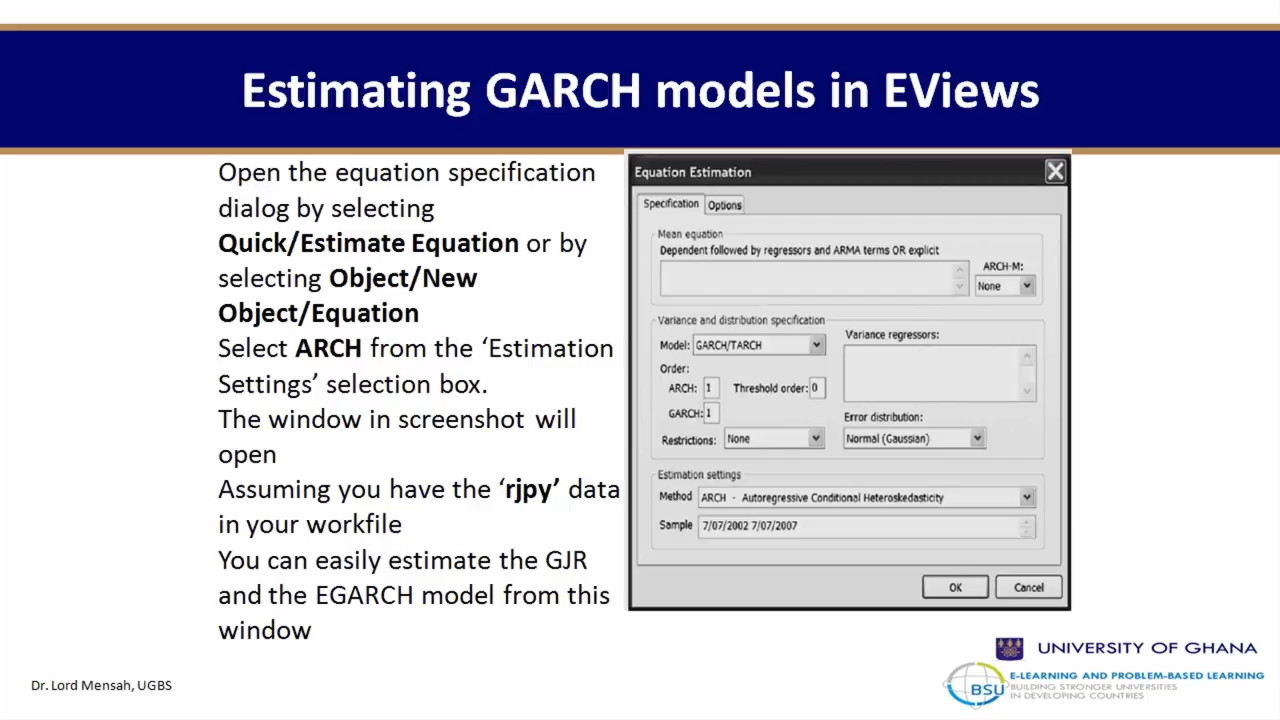 Estimating GARCH models in EViews
Open the equation specification
dialog by selecting
Quick/Estimate Equation or by
selecting Object/New
Object/Equation
Select ARCH from the ‘Estimation
Settings’ selection box.
The window in screenshot will
open
Assuming you have the ‘rjpy’ data
in your workfile
You can easily estimate the GJR
and the EGARCH model from this
window
Equation Estimation
Specification Options
Mean equation
Dependent followed by regressors and ARMA terms OR explicit
ARCH-M:
None
Variance and distribution specification
Model: GARCH/TARCH
Order:
ARCH: 1 Threshold order: 0
GARCH: 1
Restrictions: None
Variance regressors:
Error distribution:
Normal (Gaussian)
Estimation settings
Method ARCH - Autoregressive Conditional Heteroskedasticity
Sample 7/07/2002 7/07/2007
OK Cancel
UNIVERSITY OF GHANA
BSU
E-LEARNING AND PROBLEM-BASED LEARNING
BUILDING STRONGER UNIVERSITIES
IN DEVELOPING COUNTRIES
Dr. Lord Mensah, UGBS